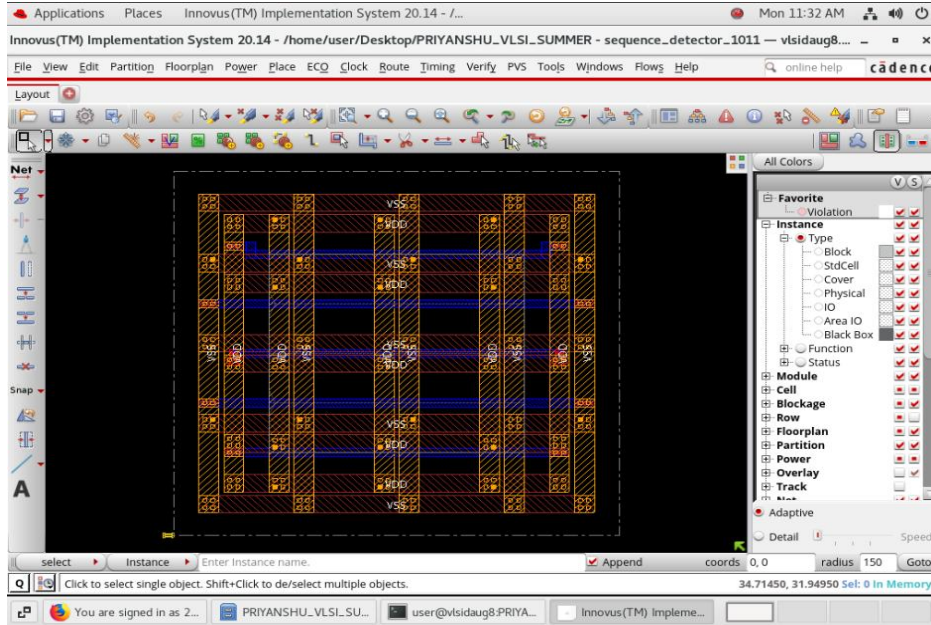 Applications Places Innovus(TM) Implementation System 20.14 - /... Mon 11:32 AM
Innovus(TM) Implementation System 20.14 - /home/user/Desktop/PRIYANSHU_VLSI_SUMMER - sequence_detector_1011 — vlsidaug8....
File View Edit Partition Floorplan Power Place ECO Clock Route Timing Verify PVS Tools Windows Flows Help online help cādence
Layout
Net
Snap
A
VSS
VDD
VSS
VDD
VSS VDD VSS VDD VSS VDD VSS
VDD
VSS
VDD
VDD
VSS
All Colors
V S
Favorite
Violation
Instance
Type
Block
StdCell
Cover
Physical
IO
Area IO
Black Box
Function
Status
Module
Cell
Blockage
Row
Floorplan
Partition
Power
Overlay
Track
Adaptive
Detail Speed
select Instance Enter Instance name. Append coords 0, 0 radius 150 Goto
Q Click to select single object. Shift+Click to de/select multiple objects. 34.71450, 31.94950 Sel: 0 In Memory
You are signed in as 2... PRIYANSHU_VLSI_SU... user@vlsidaug8:PRIYA... Innovus(TM) Impleme...